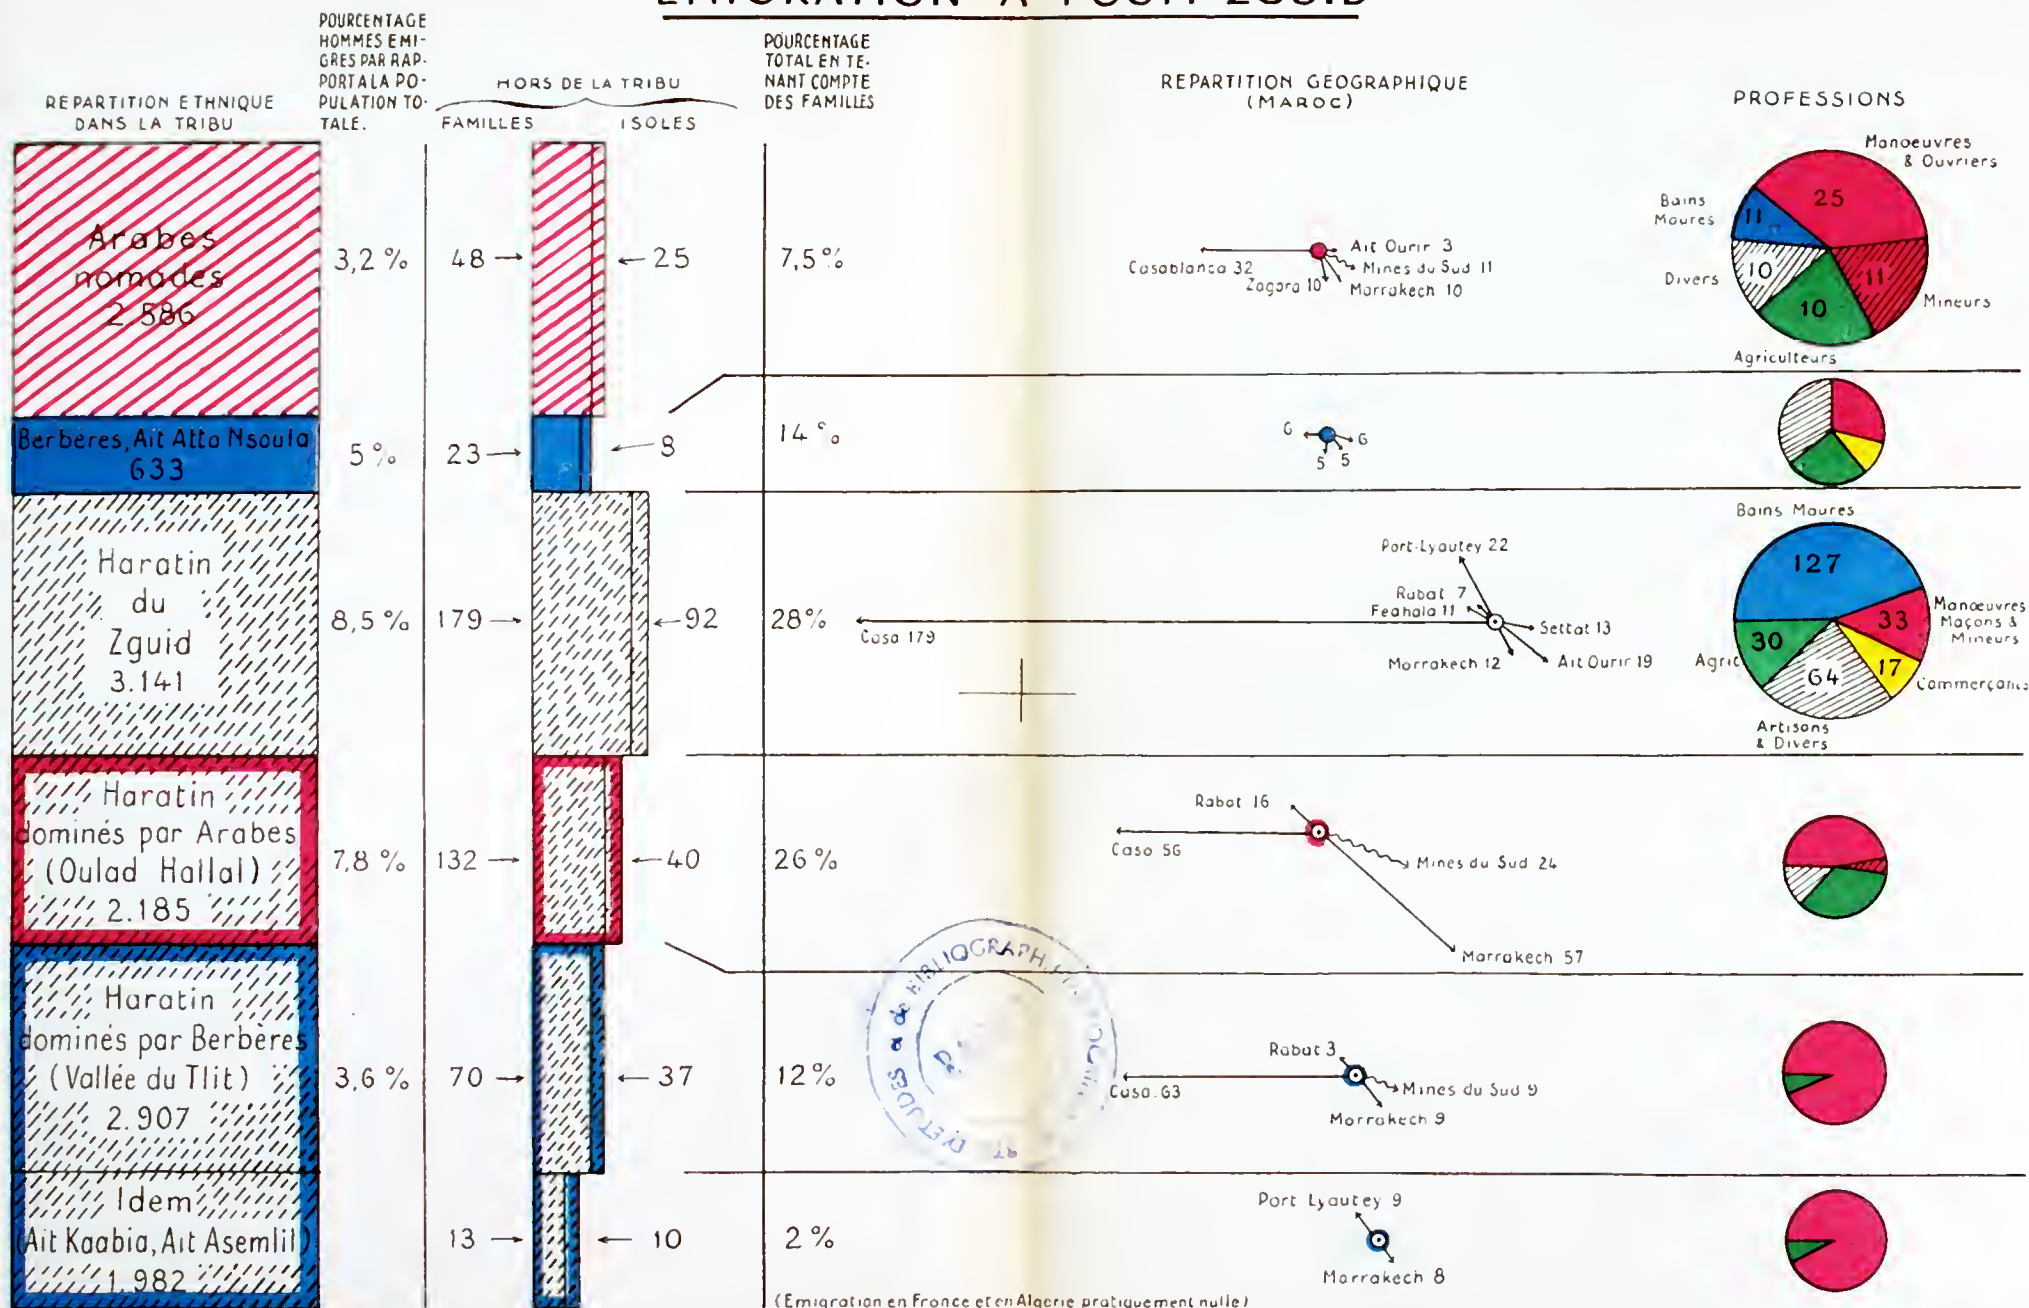 EMIGRATION A FOUM ZGUID
REPARTITION ETHNIQUE
DANS LA TRIBU
POURCENTAGE
HOMMES EMI-
GRES PAR RAP-
PORT A LA PO-
PULATION TO-
TALE.
HORS DE LA TRIBU
FAMILLES
ISOLES
POURCENTAGE
TOTAL EN TE-
NANT COMPTE
DES FAMILLES
REPARTITION GEOGRAPHIQUE
(MAROC)
PROFESSIONS
Arabes
nomades
2 586
3,2 %
48
25
7,5 %
Casablanca 32
Ait Ourir 3
Mines du Sud 11
Zagora 10
Marrakech 10
Manoeuvres
& Ouvriers
25
Bains
Maures
11
Divers
10
11
Mineurs
10
Agriculteurs
Berbères, Ait Atta Nsoula
633
5 %
23
8
14 %
6
6
5
5
Haratin
du
Zguid
3.141
8,5 %
179
92
28%
Port-Lyautey 22
Rabat 7
Feahala 11
Casa 179
Settat 13
Marrakech 12
Ait Ourir 19
Bains Maures
127
33
Manœuvres
Maçons &
Mineurs
Agric
30
64
17
Commerçants
Artisans
& Divers
Haratin
dominés par Arabes
(Oulad Hallal)
2.185
7,8 %
132
40
26 %
Rabat 16
Casa 56
Mines du Sud 24
Marrakech 57
Haratin
dominés par Berbères
(Vallée du Tlit)
2.907
3,6 %
70
37
12%
Rabat 3
Casa. 63
Mines du Sud 9
Marrakech 9
Idem
(Ait Kaabia, Ait Asemlil)
1.982
13
10
2 %
Port Lyautey 9
Marrakech 8
(Emigration en France et en Algerie pratiquement nulle)
D'ETUDES & de BIBLIOGRAPH